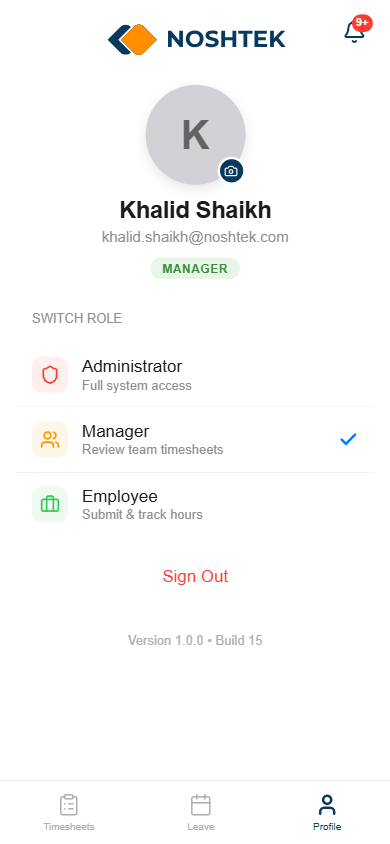 NOSHTEK
9+
K
Khalid Shaikh
khalid.shaikh@noshtek.com
MANAGER
SWITCH ROLE
Administrator
Full system access
Manager
Review team timesheets
Employee
Submit & track hours
Sign Out
Version 1.0.0 • Build 15
Timesheets
Leave
Profile